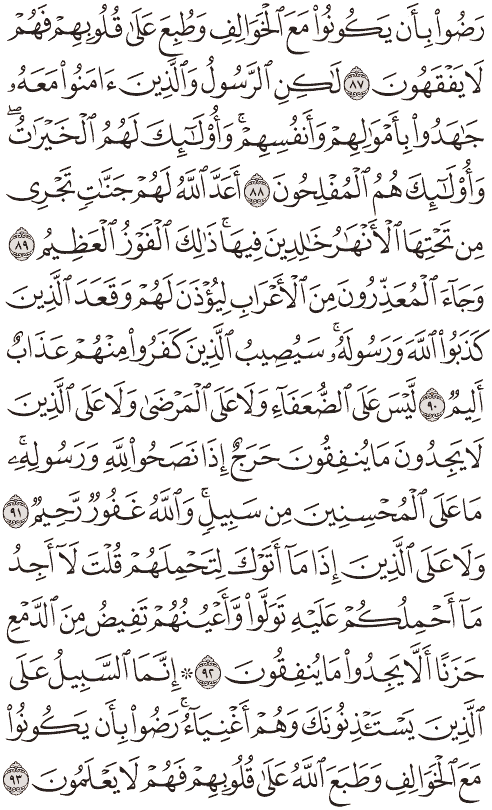 رَضُواْ بِأَن يَكُونُواْ مَعَ ٱلۡخَوَالِفِ وَطُبِعَ عَلَىٰ قُلُوبِهِمۡ فَهُمۡ
لَا يَفۡقَهُونَ ٨٧ لَٰكِنِ ٱلرَّسُولُ وَٱلَّذِينَ ءَامَنُواْ مَعَهُۥ
جَٰهَدُواْ بِأَمۡوَٰلِهِمۡ وَأَنفُسِهِمۡۚ وَأُوْلَٰٓئِكَ لَهُمُ ٱلۡخَيۡرَٰتُۖ
وَأُوْلَٰٓئِكَ هُمُ ٱلۡمُفۡلِحُونَ ٨٨ أَعَدَّ ٱللَّهُ لَهُمۡ جَنَّٰتٖ تَجۡرِي
مِن تَحۡتِهَا ٱلۡأَنۡهَٰرُ خَٰلِدِينَ فِيهَاۚ ذَٰلِكَ ٱلۡفَوۡزُ ٱلۡعَظِيمُ ٨٩
وَجَآءَ ٱلۡمُعَذِّرُونَ مِنَ ٱلۡأَعۡرَابِ لِيُؤۡذَنَ لَهُمۡ وَقَعَدَ ٱلَّذِينَ
كَذَبُواْ ٱللَّهَ وَرَسُولَهُۥۚ سَيُصِيبُ ٱلَّذِينَ كَفَرُواْ مِنۡهُمۡ عَذَابٌ
أَلِيمٞ ٩٠ لَّيۡسَ عَلَى ٱلضُّعَفَآءِ وَلَا عَلَى ٱلۡمَرۡضَىٰ وَلَا عَلَى ٱلَّذِينَ
لَا يَجِدُونَ مَا يُنفِقُونَ حَرَجٌ إِذَا نَصَحُواْ لِلَّهِ وَرَسُولِهِۦۚ
مَا عَلَى ٱلۡمُحۡسِنِينَ مِن سَبِيلٖۚ وَٱللَّهُ غَفُورٞ رَّحِيمٞ ٩١
وَلَا عَلَى ٱلَّذِينَ إِذَا مَآ أَتَوۡكَ لِتَحۡمِلَهُمۡ قُلۡتَ لَآ أَجِدُ
مَآ أَحۡمِلُكُمۡ عَلَيۡهِ تَوَلَّواْ وَّأَعۡيُنُهُمۡ تَفِيضُ مِنَ ٱلدَّمۡعِ
حَزَنًا أَلَّا يَجِدُواْ مَا يُنفِقُونَ ٩٢ ۞ إِنَّمَا ٱلسَّبِيلُ عَلَى
ٱلَّذِينَ يَسۡتَـٔۡذِنُونَكَ وَهُمۡ أَغۡنِيَآءُۚ رَضُواْ بِأَن يَكُونُواْ
مَعَ ٱلۡخَوَالِفِ وَطَبَعَ ٱللَّهُ عَلَىٰ قُلُوبِهِمۡ فَهُمۡ لَا يَعۡلَمُونَ ٩٣